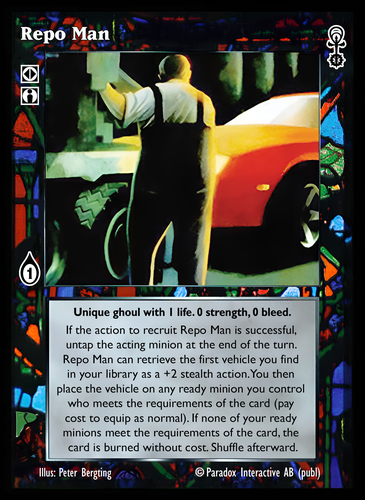 Repo Man
1
Unique ghoul with 1 life. 0 strength, 0 bleed.
If the action to recruit Repo Man is successful,
untap the acting minion at the end of the turn.
Repo Man can retrieve the first vehicle you find
in your library as a +2 stealth action. You then
place the vehicle on any ready minion you control
who meets the requirements of the card (pay
cost to equip as normal). If none of your ready
minions meet the requirements of the card, the
card is burned without cost. Shuffle afterward.
Illus: Peter Bergting
© Paradox Interactive AB (publ)